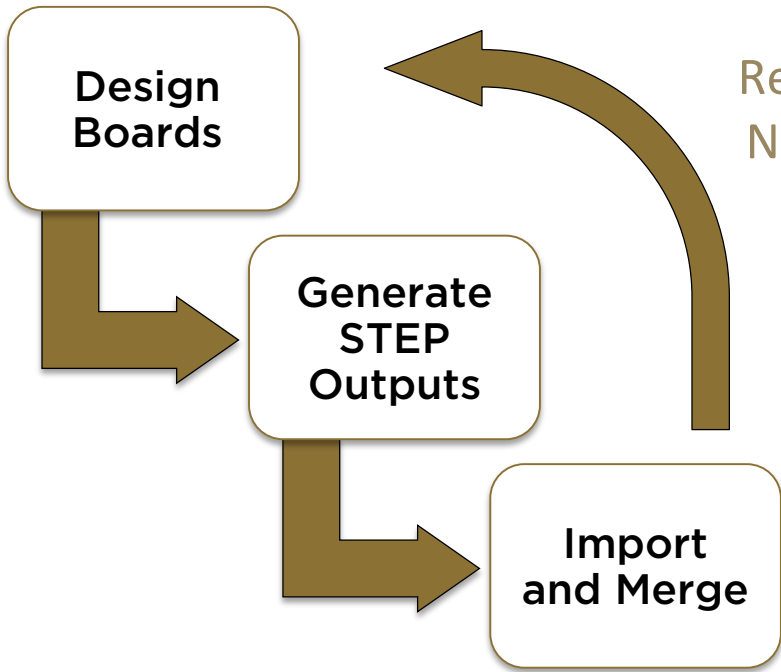 Design
Boards
Generate
STEP
Outputs
Import
and Merge